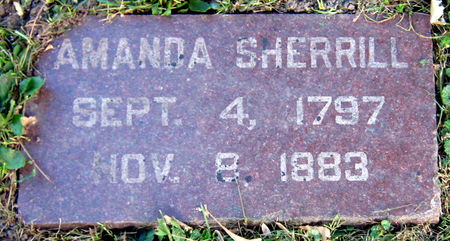 AMANDA SHERRILL
SEPT. 4, 1797
NOV. 8, 1883